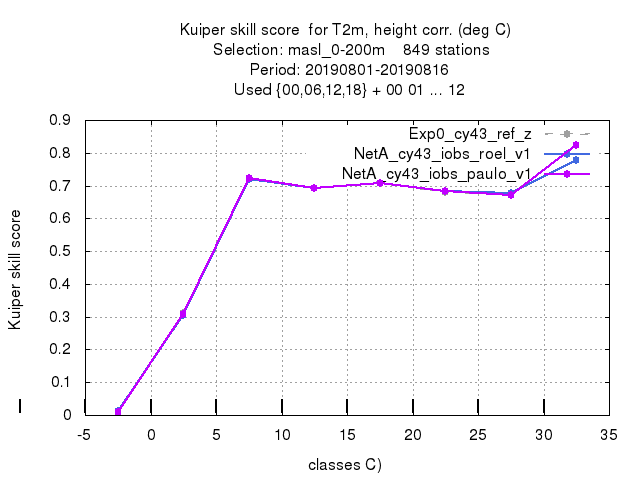 Kuiper skill score for T2m, height corr. (deg C)
Selection: masl_0-200m 849 stations
Period: 20190801-20190816
Used {00,06,12,18} + 00 01 ... 12
Exp0_cy43_ref_z
NetA_cy43_iobs_roel_v1
NetA_cy43_iobs_paulo_v1
Kuiper skill score
0.9
0.8
0.7
0.6
0.5
0.4
0.3
0.2
0.1
0
-5 0 5 10 15 20 25 30 35
classes C)